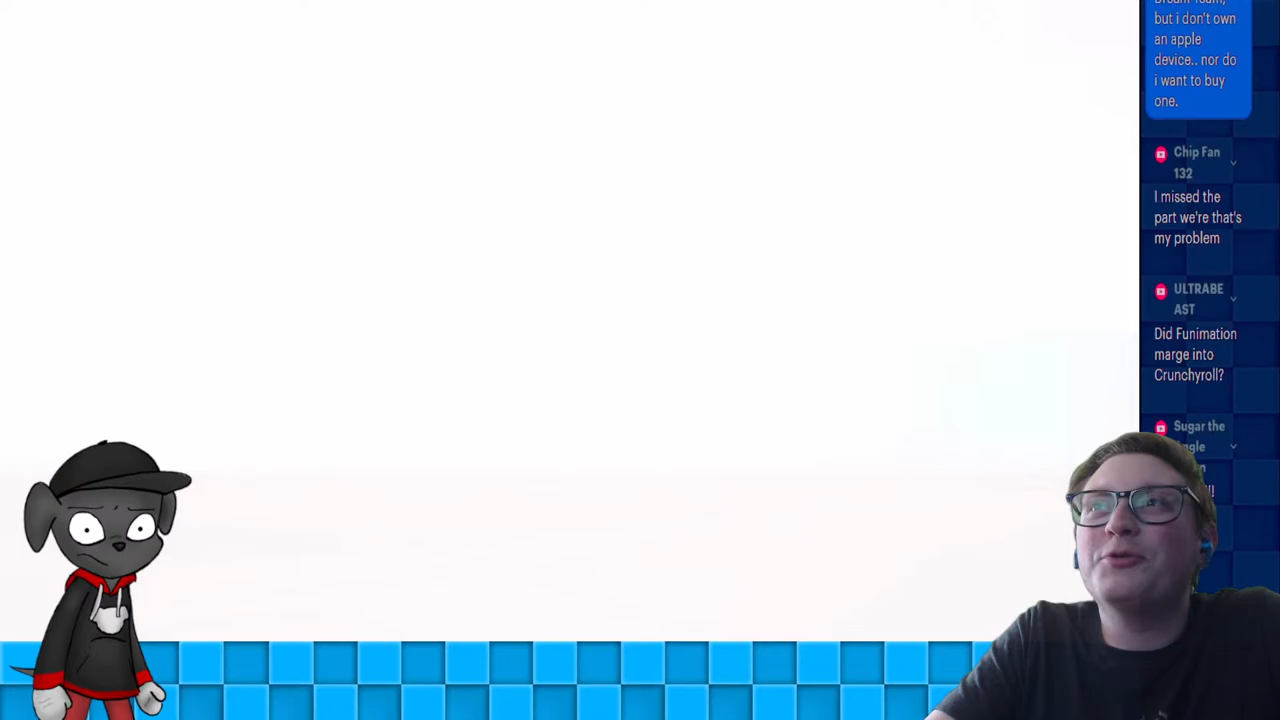 but i don't own
an apple
device.. nor do
i want to buy
one.
Chip Fan
132
I missed the
part we're that's
my problem
ULTRABE
AST
Did Funimation
marge into
Crunchyroll?
Sugar the